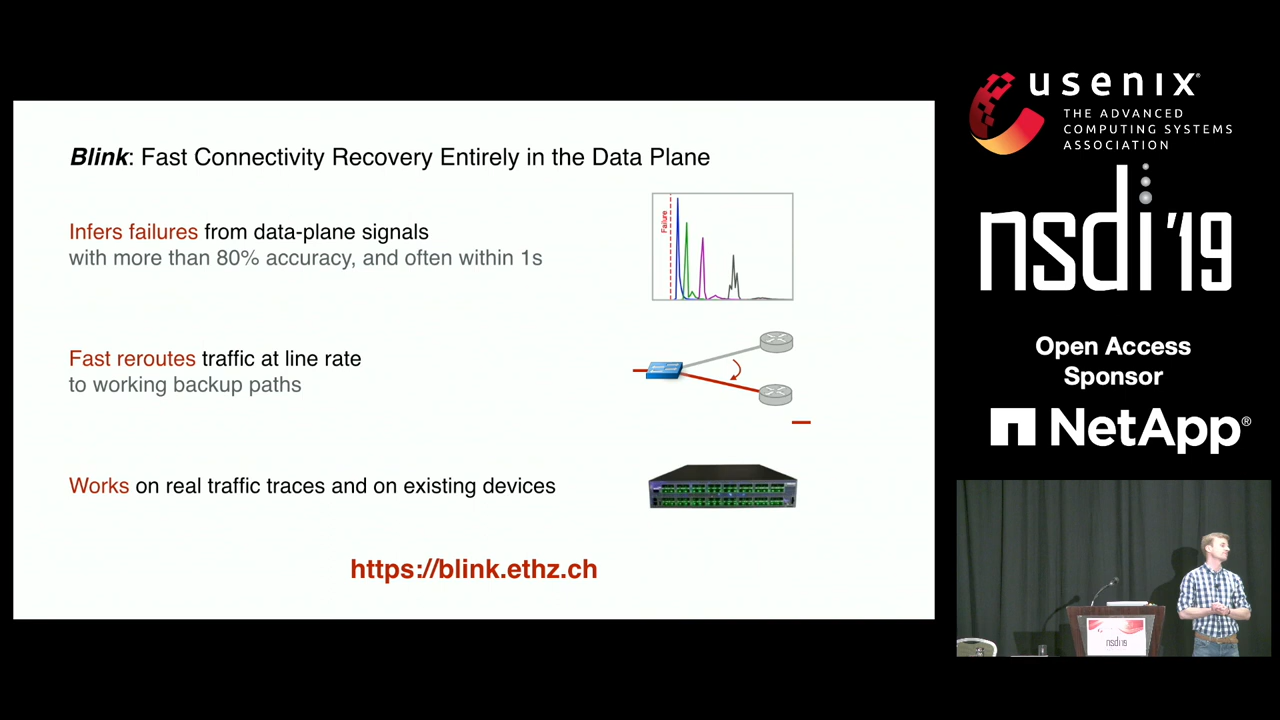 Blink: Fast Connectivity Recovery Entirely in the Data Plane
Infers failures from data-plane signals
with more than 80% accuracy, and often within 1s
Failure
Fast reroutes traffic at line rate
to working backup paths
Works on real traffic traces and on existing devices
https://blink.ethz.ch
usenix®
THE ADVANCED
COMPUTING SYSTEMS
ASSOCIATION
nsdi '19
Open Access
Sponsor
NetApp®
nsdi'19